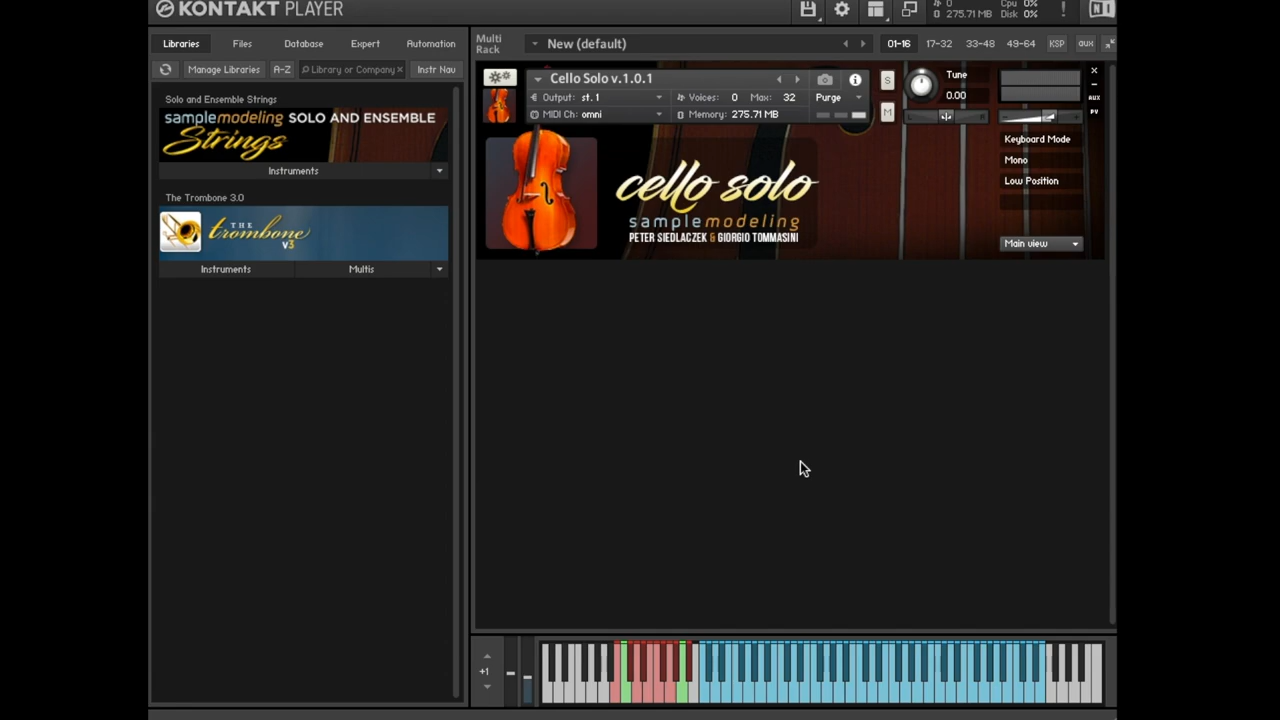 KONTAKT PLAYER
0 Cpu 0%
275.71 MB Disk 0%
Libraries Files Database Expert Automation
Manage Libraries A-Z Library or Company Instr Nav
Solo and Ensemble Strings
samplemodeling SOLO AND ENSEMBLE
Strings
Instruments
The Trombone 3.0
THE
trombone
V3
Instruments Multis
Multi
Rack
New (default) 01-16 17-32 33-48 49-64 KSP aux
Cello Solo v.1.0.1
Output: st. 1 Voices: 0 Max: 32 Purge
MIDI Ch: omni Memory: 275.71 MB
S
M
Tune
0.00
L R
aux
pv
cello solo
samplemodeling
PETER SIEDLACZEK & GIORGIO TOMMASINI
Keyboard Mode
Mono
Low Position
Main view
+1